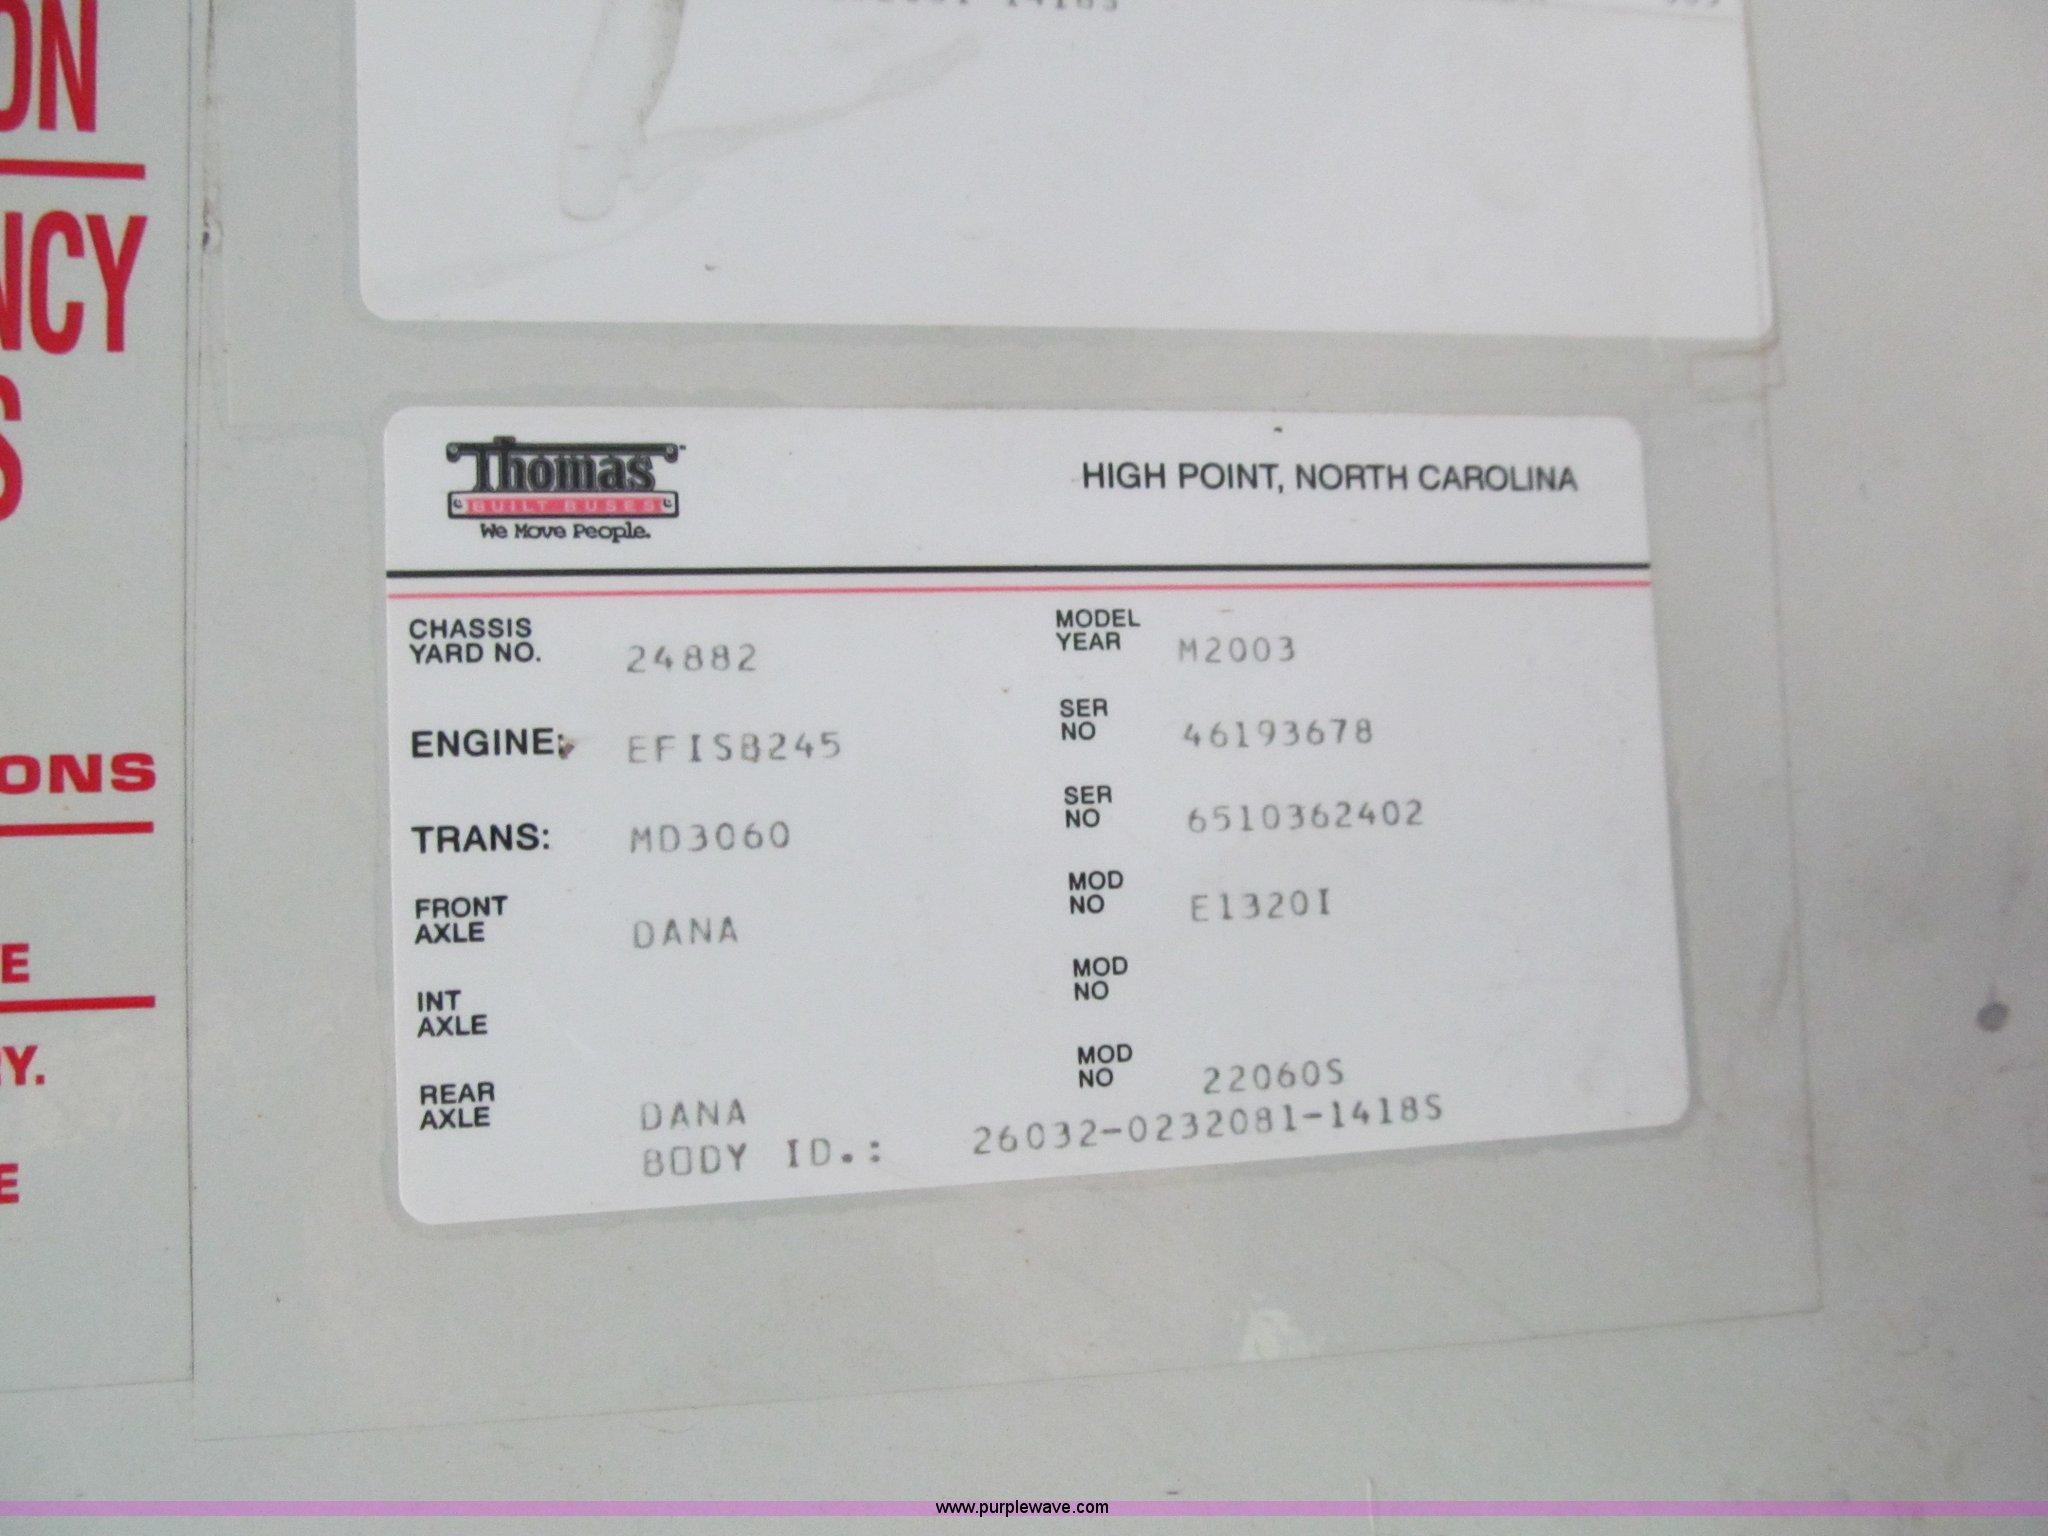 ON
NCY
S
ONS
E
RY.
E
Thomas
BUILT BUSES
We Move People.
HIGH POINT, NORTH CAROLINA
CHASSIS
YARD NO. 24882
MODEL
YEAR M2003
ENGINE: EFISB245
SER
NO 46193678
TRANS: MD3060
SER
NO 6510362402
FRONT
AXLE DANA
MOD
NO E1320I
INT
AXLE
MOD
NO
REAR
AXLE DANA
MOD
NO 22060S
BODY ID.: 26032-0232081-1418S
www.purplewave.com